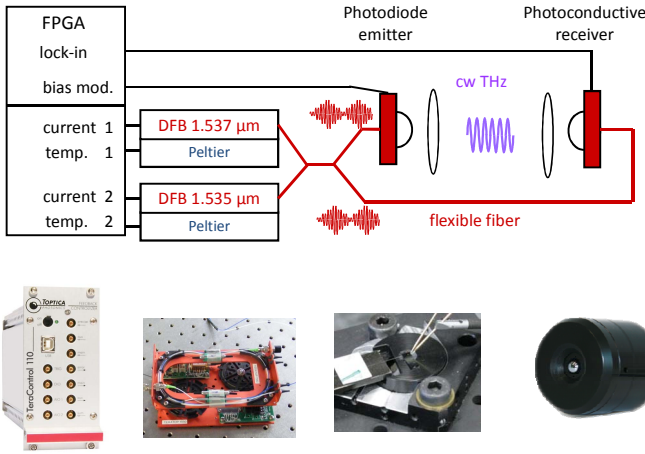 FPGA
lock-in
bias mod.
current 1
temp. 1
current 2
temp. 2
DFB 1.537 µm
Peltier
DFB 1.535 µm
Peltier
Photodiode
emitter
cw THz
Photoconductive
receiver
flexible fiber
TOPTICA
TeraControl 110